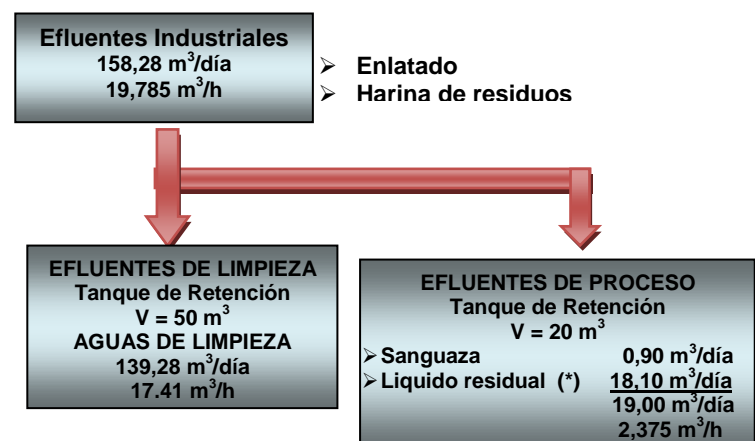 Efluentes Industriales
158,28 m³/día
19,785 m³/h
➢ Enlatado
➢ Harina de residuos
EFLUENTES DE LIMPIEZA
Tanque de Retención
V = 50 m³
AGUAS DE LIMPIEZA
139,28 m³/día
17.41 m³/h
EFLUENTES DE PROCESO
Tanque de Retención
V = 20 m³
➢ Sanguaza 0,90 m³/día
➢ Liquido residual (*) 18,10 m³/día
19,00 m³/día
2,375 m³/h